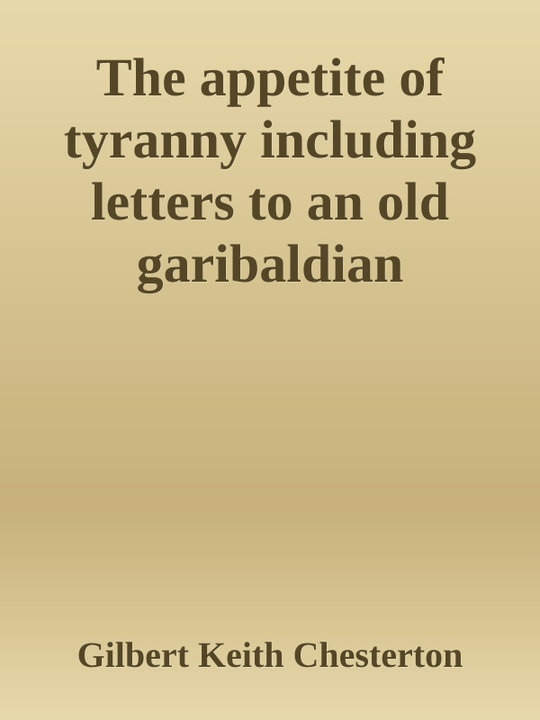 The appetite of
tyranny including
letters to an old
garibaldian
Gilbert Keith Chesterton